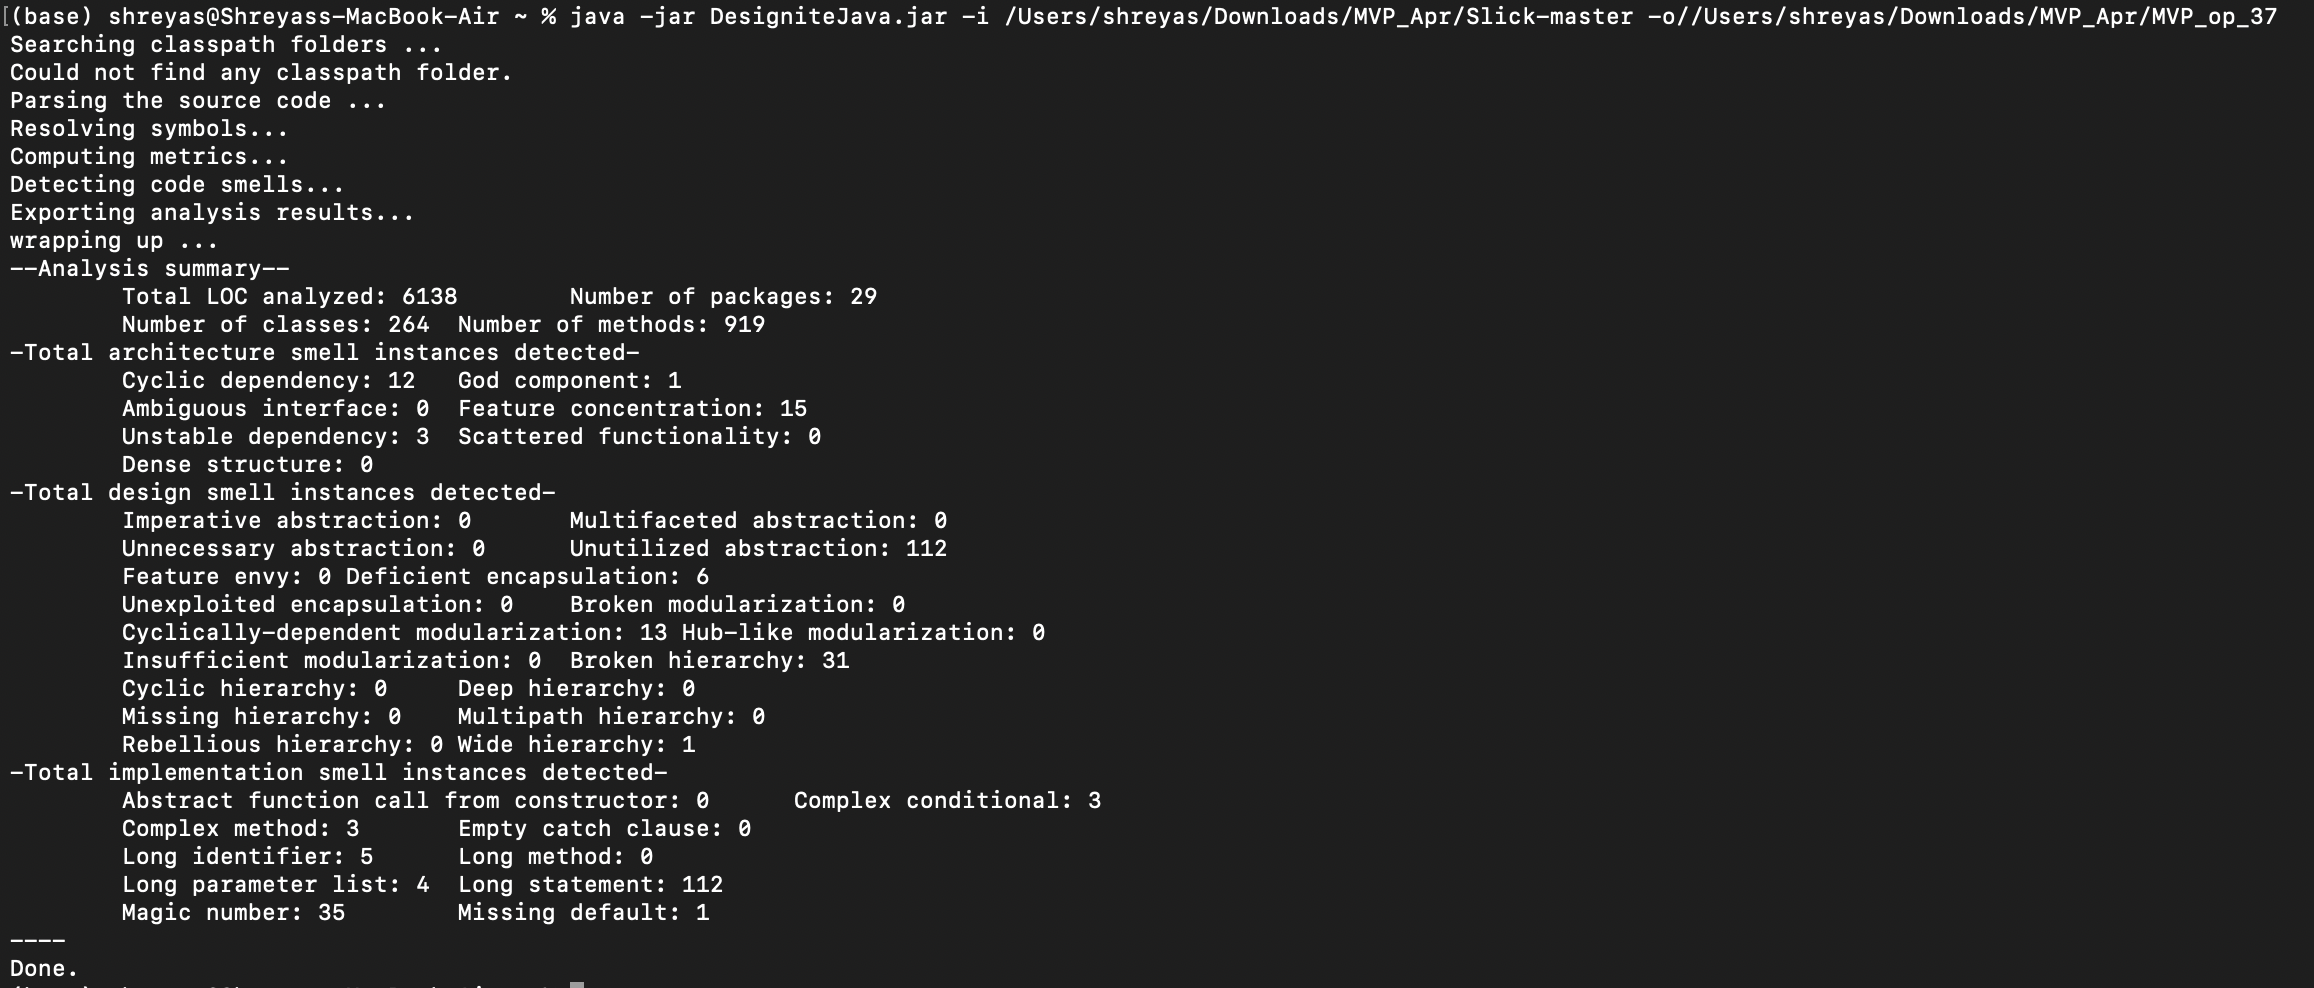 (base) shreyas@Shreyass-MacBook-Air ~ % java -jar DesigniteJava.jar -i /Users/shreyas/Downloads/MVP_Apr/Slick-master -o//Users/shreyas/Downloads/MVP_Apr/MVP_op_37
Searching classpath folders ...
Could not find any classpath folder.
Parsing the source code ...
Resolving symbols...
Computing metrics...
Detecting code smells...
Exporting analysis results...
wrapping up ...
--Analysis summary--
Total LOC analyzed: 6138 Number of packages: 29
Number of classes: 264 Number of methods: 919
-Total architecture smell instances detected-
Cyclic dependency: 12 God component: 1
Ambiguous interface: 0 Feature concentration: 15
Unstable dependency: 3 Scattered functionality: 0
Dense structure: 0
-Total design smell instances detected-
Imperative abstraction: 0 Multifaceted abstraction: 0
Unnecessary abstraction: 0 Unutilized abstraction: 112
Feature envy: 0 Deficient encapsulation: 6
Unexploited encapsulation: 0 Broken modularization: 0
Cyclically-dependent modularization: 13 Hub-like modularization: 0
Insufficient modularization: 0 Broken hierarchy: 31
Cyclic hierarchy: 0 Deep hierarchy: 0
Missing hierarchy: 0 Multipath hierarchy: 0
Rebellious hierarchy: 0 Wide hierarchy: 1
-Total implementation smell instances detected-
Abstract function call from constructor: 0 Complex conditional: 3
Complex method: 3 Empty catch clause: 0
Long identifier: 5 Long method: 0
Long parameter list: 4 Long statement: 112
Magic number: 35 Missing default: 1
----
Done.